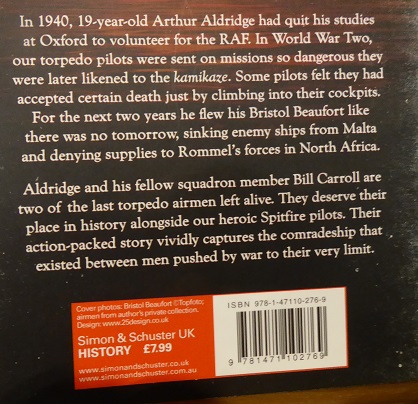 In 1940, 19-year-old Arthur Aldridge had quit his studies
at Oxford to volunteer for the RAF. In World War Two,
our torpedo pilots were sent on missions so dangerous they
were later likened to the kamikaze. Some pilots felt they had
accepted certain death just by climbing into their cockpits.
For the next two years he flew his Bristol Beaufort like
there was no tomorrow, sinking enemy ships from Malta
and denying supplies to Rommel's forces in North Africa.
Aldridge and his fellow squadron member Bill Carroll are
two of the last torpedo airmen left alive. They deserve their
place in history alongside our heroic Spitfire pilots. Their
action-packed story vividly captures the comradeship that
existed between men pushed by war to their very limit.
Cover photos: Bristol Beaufort ©Topfoto;
airmen from author's private collection.
Design: www.25design.co.uk
Simon & Schuster UK
HISTORY £7.99
www.simonandschuster.co.uk
www.simonandschuster.com.au
ISBN 978-1-47110-276-9
9 781471 102769